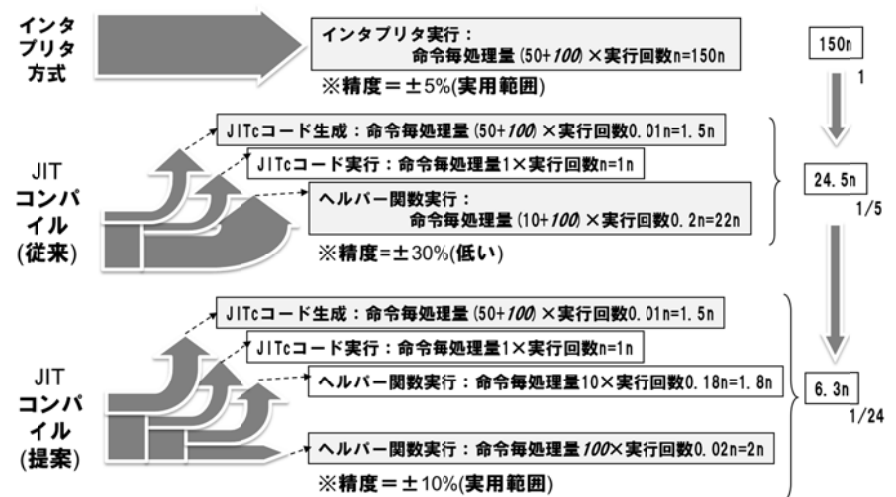 インタ
プリタ
方式
インタプリタ実行：
命令毎処理量(50+100)×実行回数n=150n
※精度＝±5%(実用範囲)
150n
1
JIT
コンパ
イル
(従来)
JITcコード生成：命令毎処理量(50+100)×実行回数0.01n=1.5n
JITcコード実行：命令毎処理量1×実行回数n=1n
ヘルパー関数実行：
命令毎処理量(10+100)×実行回数0.2n=22n
※精度=±30%(低い)
24.5n
1/5
JIT
コンパ
イル
(提案)
JITcコード生成：命令毎処理量(50+100)×実行回数0.01n=1.5n
JITcコード実行：命令毎処理量1×実行回数n=1n
ヘルパー関数実行：命令毎処理量10×実行回数0.18n=1.8n
ヘルパー関数実行：命令毎処理量100×実行回数0.02n=2n
※精度＝±10%(実用範囲)
6.3n
1/24